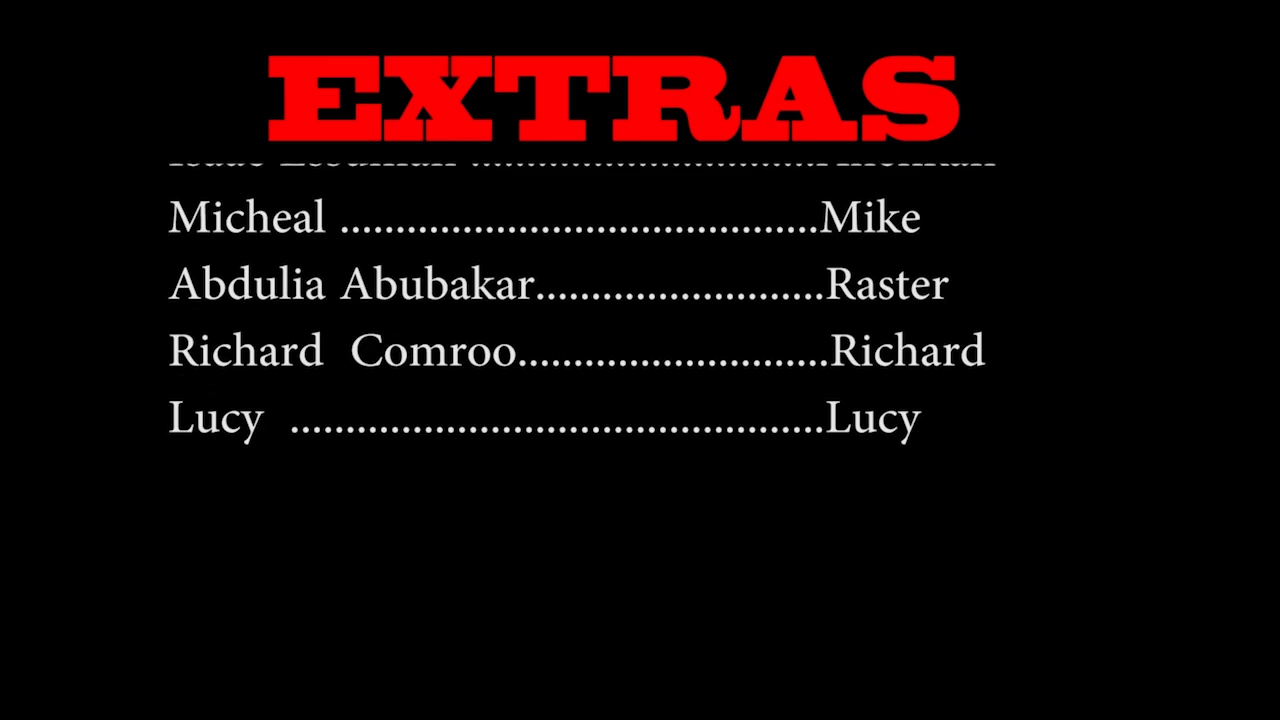 EXTRAS
Micheal ...........................................Mike
Abdulia Abubakar..........................Raster
Richard  Comroo............................Richard
Lucy  ................................................Lucy